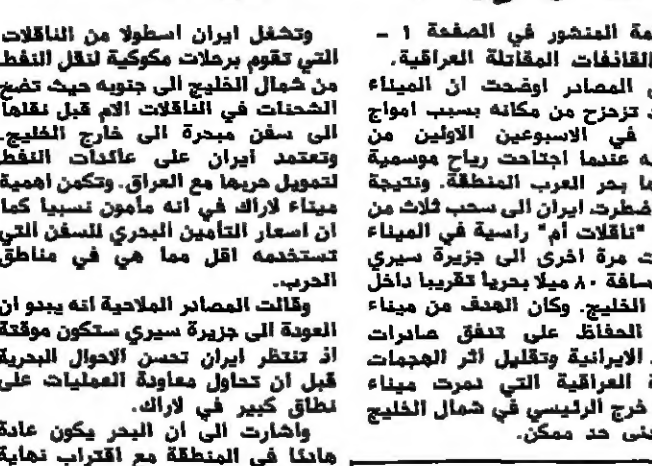 مة المنشور في الصفحة ١ -
القانفات المقاتلة العراقية.
المصادر اوضحت ان الميناء
تزحزح من مكانه بسبب امواج
في الاسبوعين الاولين من
عندما اجتاحت رياح موسمية
ها بحر العرب المنطقة. ونتيجة
ضطرت ايران الى سحب ثلاث من
"ناقلات أم" راسية في الميناء
ت مرة اخرى الى جزيرة سيري
سافة ٨٠ ميلا بحريا تقريبا داخل
الخليج. وكان الهدف من ميناء
الحفاظ على تدفق صادرات
الايرانية وتقليل اثر الهجمات
ة العراقية التي دمرت ميناء
خرج الرئيسي في شمال الخليج
نى حد ممكن.
وتشغل ايران اسطولا من الناقلات
التي تقوم برحلات مكوكية لنقل النفط
من شمال الخليج الى جنوبه حيث تضخ
الشحنات في الناقلات الام قبل نقلها
الى سفن مبحرة الى خارج الخليج.
وتعتمد ايران على عائدات النفط
لتمويل حربها مع العراق. وتكمن اهمية
ميناء لاراك في انه مأمون نسبيا كما
ان اسعار التأمين البحري للسفن التي
تستخدمه اقل مما هي في مناطق
الحرب.
وقالت المصادر الملاحية انه يبدو ان
العودة الى جزيرة سيري ستكون موقتة
اذ تنتظر ايران تحسن الاحوال البحرية
قبل ان تحاول معاودة العمليات على
نطاق كبير في لاراك.
واشارت الى ان البحر يكون عادة
هادئا في المنطقة مع اقتراب نهاية